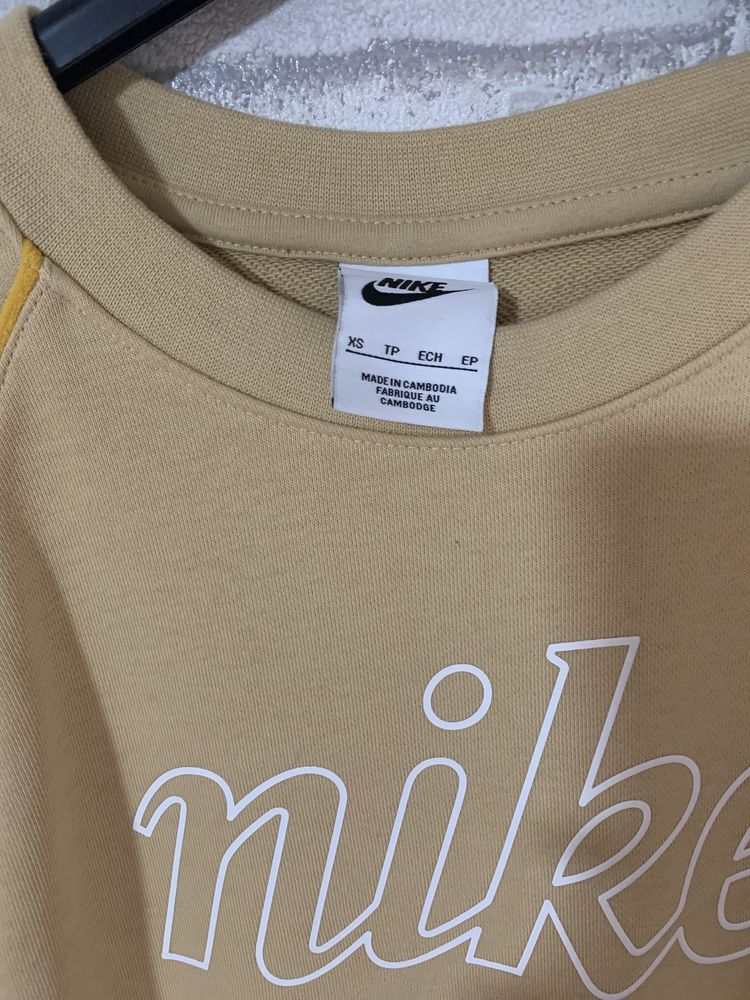 NIKE
XS TP ECH EP
MADE IN CAMBODIA
FABRIQUE AU
CAMBODGE
nike